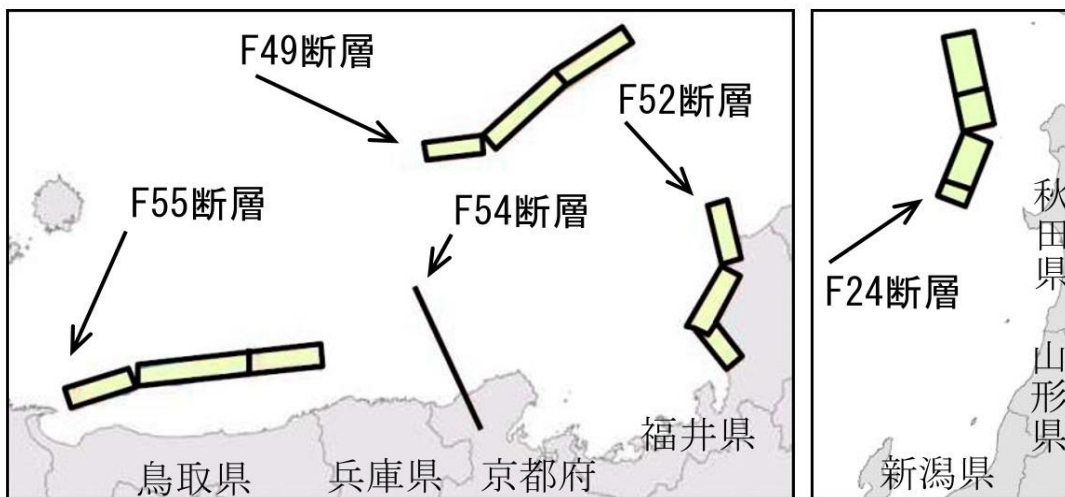 F49断層
F52断層
F55断層
F54断層
鳥取県
兵庫県
京都府
福井県
F24断層
秋田県
山形県
新潟県